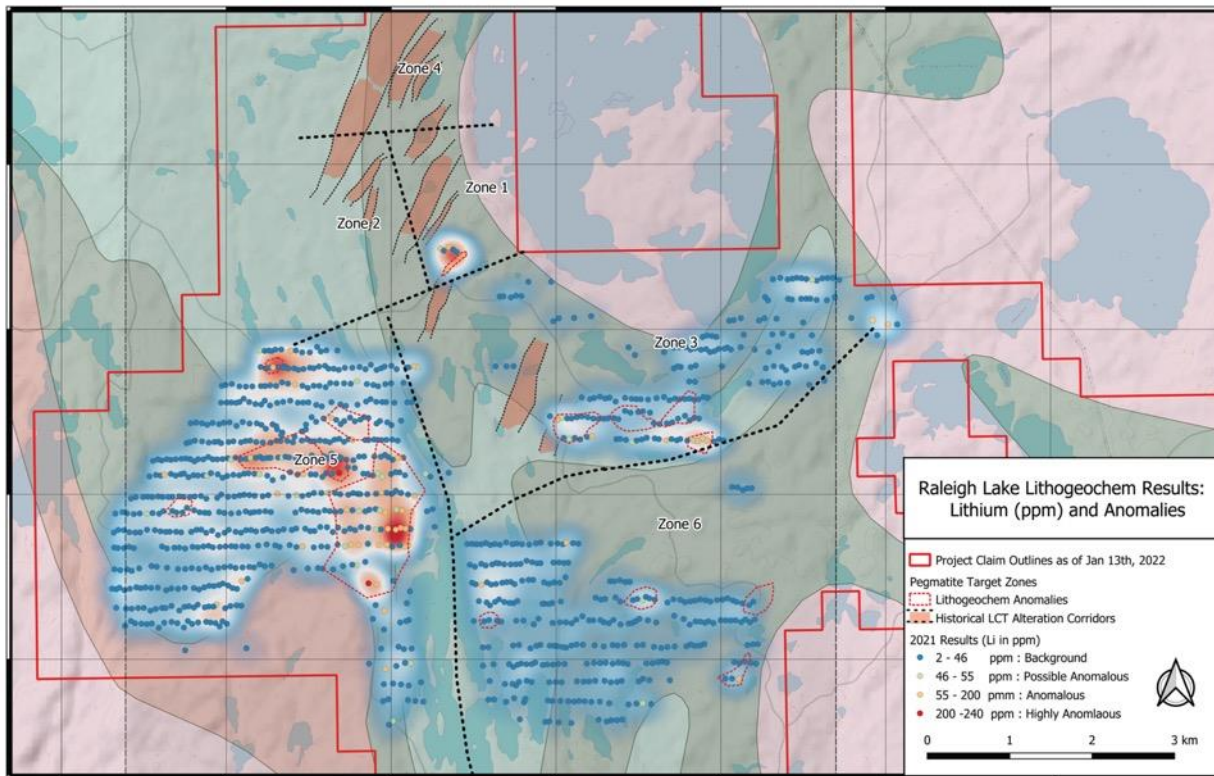 Zone 4
Zone 1
Zone 2
Zone 3
Zone 5
Zone 6
Raleigh Lake Lithogeochem Results:
Lithium (ppm) and Anomalies
Project Claim Outlines as of Jan 13th, 2022
Pegmatite Target Zones
Lithogeochem Anomalies
Historical LCT Alteration Corridors
2021 Results (Li in ppm)
2 - 46 ppm : Background
46 - 55 ppm : Possible Anomalous
55 - 200 pmm : Anomalous
200 -240 ppm : Highly Anomlaous
0 1 2 3 km